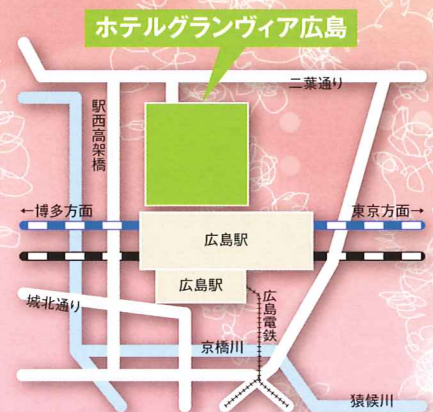 ホテルグランヴィア広島
二葉通り
駅西高架橋
←博多方面
東京方面→
広島駅
広島駅
広島電鉄
城北通り
京橋川
猿候川